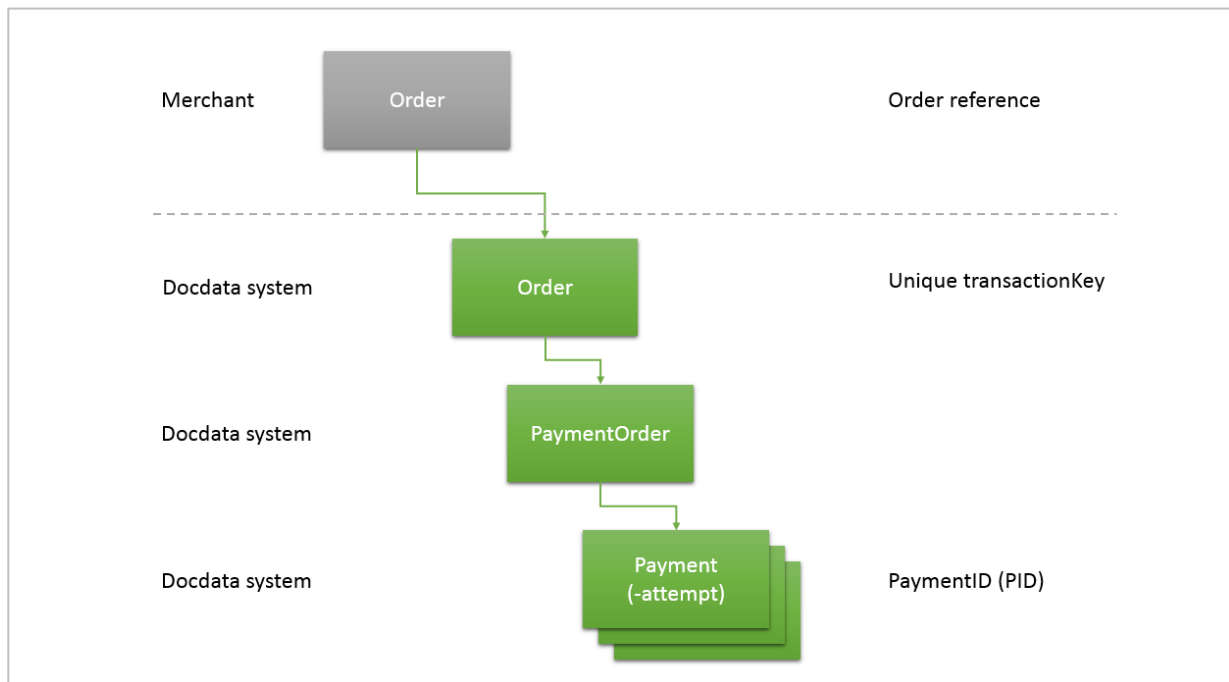 Merchant
Order
Order reference
Docdata system
Order
Unique transactionKey
Docdata system
PaymentOrder
Docdata system
Payment
(-attempt)
PaymentID (PID)